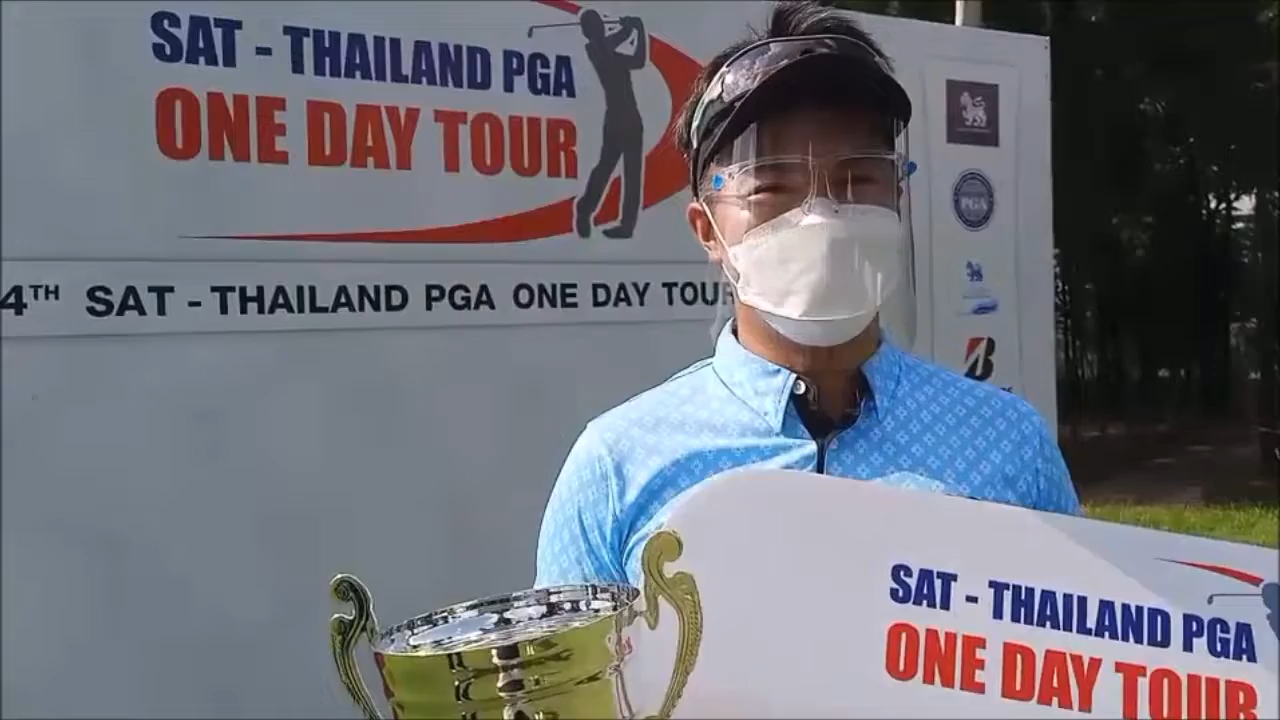 SAT - THAILAND PGA
ONE DAY TOUR
4TH SAT - THAILAND PGA ONE DAY TOUR
PGA
B
SAT - THAILAND PGA
ONE DAY TOUR